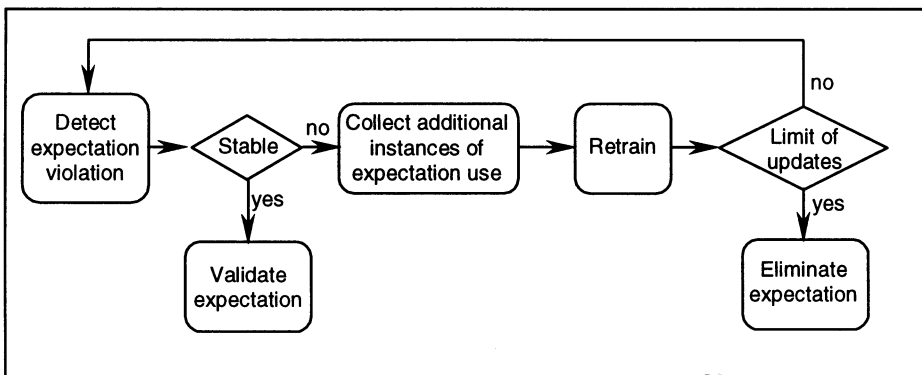 no
Detect
expectation
violation
Stable
no
Collect additional
instances of
expectation use
Retrain
Limit of
updates
yes
yes
Validate
expectation
Eliminate
expectation